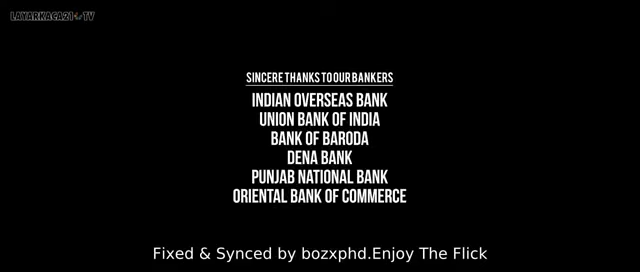 LAYARKACA21 TV
SINCERE THANKS TO OUR BANKERS
INDIAN OVERSEAS BANK
UNION BANK OF INDIA
BANK OF BARODA
DENA BANK
PUNJAB NATIONAL BANK
ORIENTAL BANK OF COMMERCE
Fixed & Synced by bozxphd.Enjoy The Flick